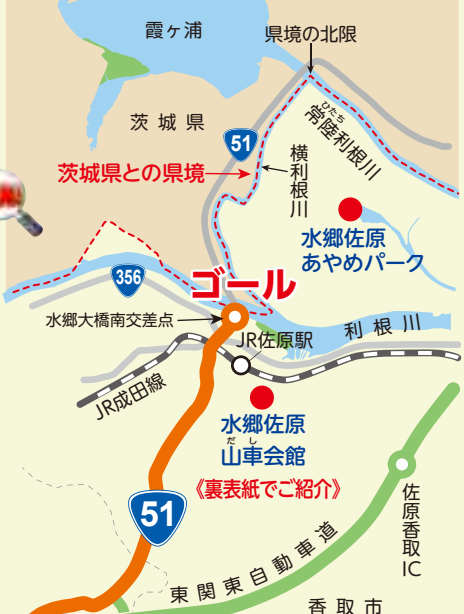 霞ヶ浦
県境の北限
茨城県
51
ひたち
常陸利根川
横利根川
茨城県との県境
水郷佐原
あやめパーク
356
ゴール
水郷大橋南交差点
利根川
JR佐原駅
JR成田線
水郷佐原
だし
山車会館
《裏表紙でご紹介》
51
佐原香取IC
東関東自動車道
香取市